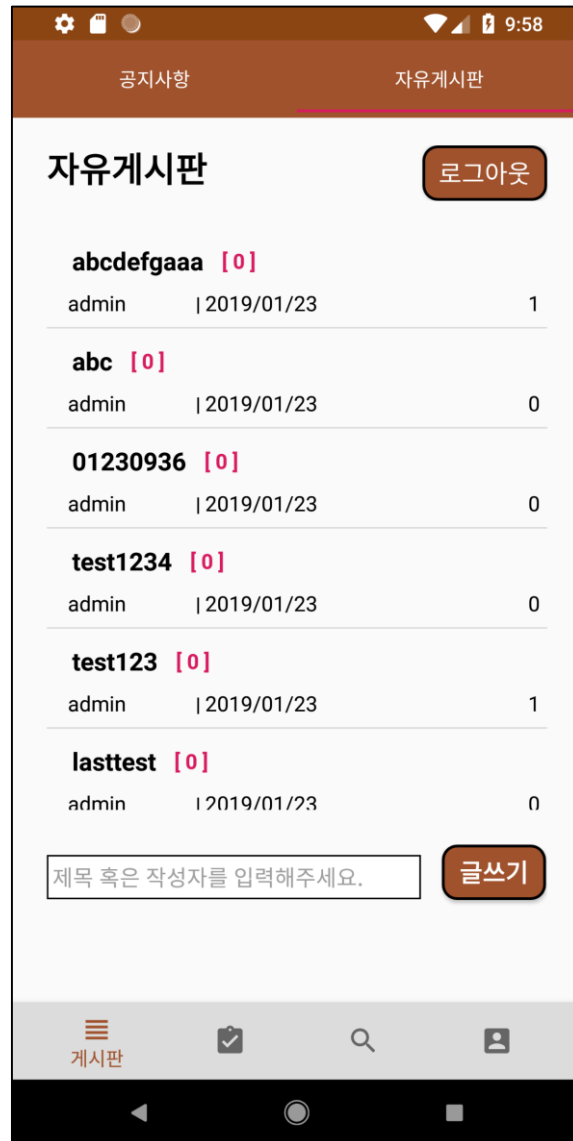 9:58
공지사항 자유게시판
자유게시판 로그아웃
abcdefgaaa [ 0 ]
admin | 2019/01/23 1
abc [ 0 ]
admin | 2019/01/23 0
01230936 [ 0 ]
admin | 2019/01/23 0
test1234 [ 0 ]
admin | 2019/01/23 0
test123 [ 0 ]
admin | 2019/01/23 1
lasttest [ 0 ]
admin | 2019/01/23 0
제목 혹은 작성자를 입력해주세요. 글쓰기
게시판